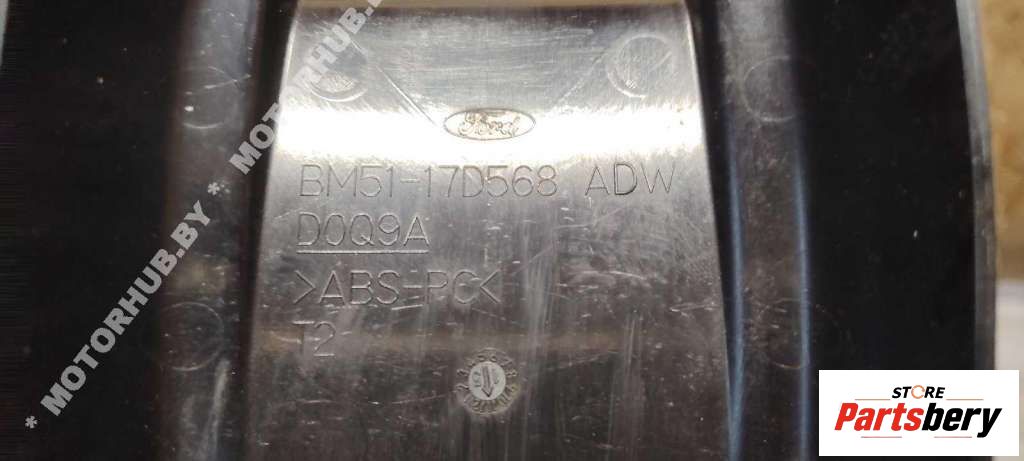 Ford
BM51-17D568 ADW
D0Q9A
>ABS-PC<
T2
* MOTORHUB.BY * MOTORHUB.BY *
STORE
Partsbery